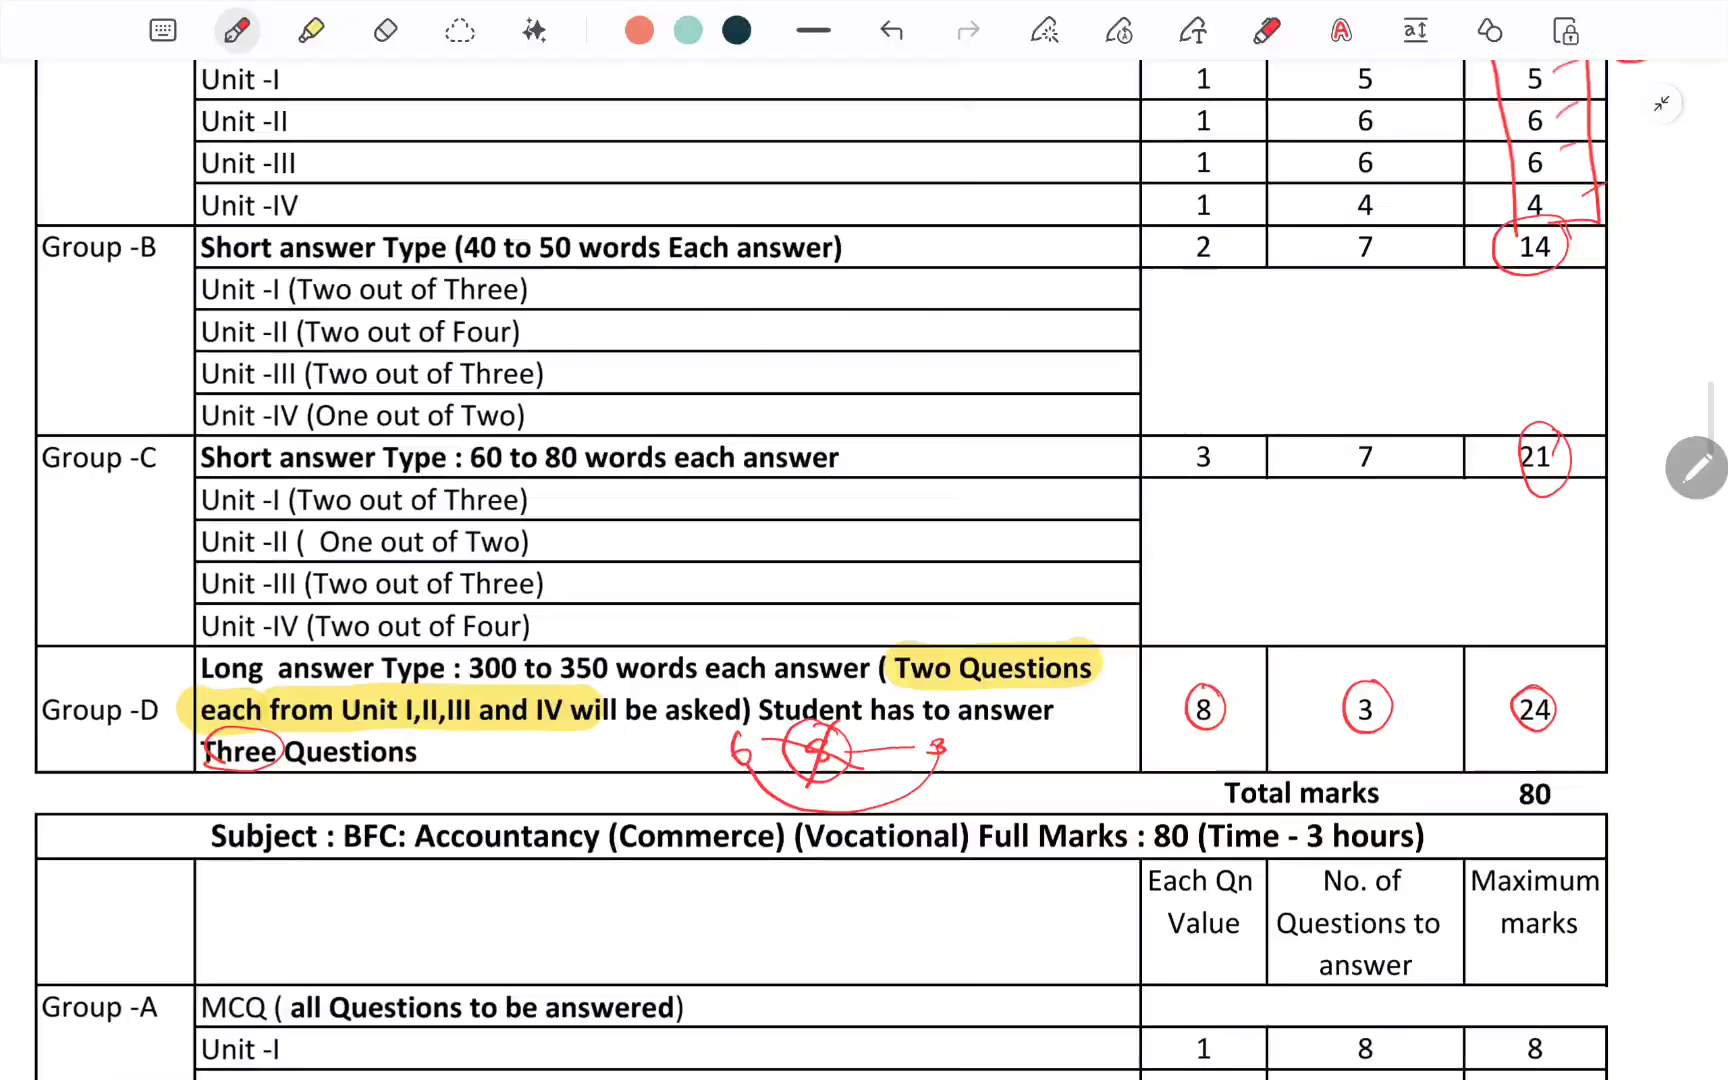 Unit -I 1 5 5
Unit -II 1 6 6
Unit -III 1 6 6
Unit -IV 1 4 4
Group -B Short answer Type (40 to 50 words Each answer) 2 7 14
Unit -I (Two out of Three)
Unit -II (Two out of Four)
Unit -III (Two out of Three)
Unit -IV (One out of Two)
Group -C Short answer Type : 60 to 80 words each answer 3 7 21
Unit -I (Two out of Three)
Unit -II ( One out of Two)
Unit -III (Two out of Three)
Unit -IV (Two out of Four)
Long answer Type : 300 to 350 words each answer ( Two Questions
Group -D each from Unit I,II,III and IV will be asked) Student has to answer 8 3 24
Three Questions 6 8 3
Total marks 80
Subject : BFC: Accountancy (Commerce) (Vocational) Full Marks : 80 (Time - 3 hours)
Each Qn No. of Maximum
Value Questions to marks
answer
Group -A MCQ ( all Questions to be answered)
Unit -I 1 8 8